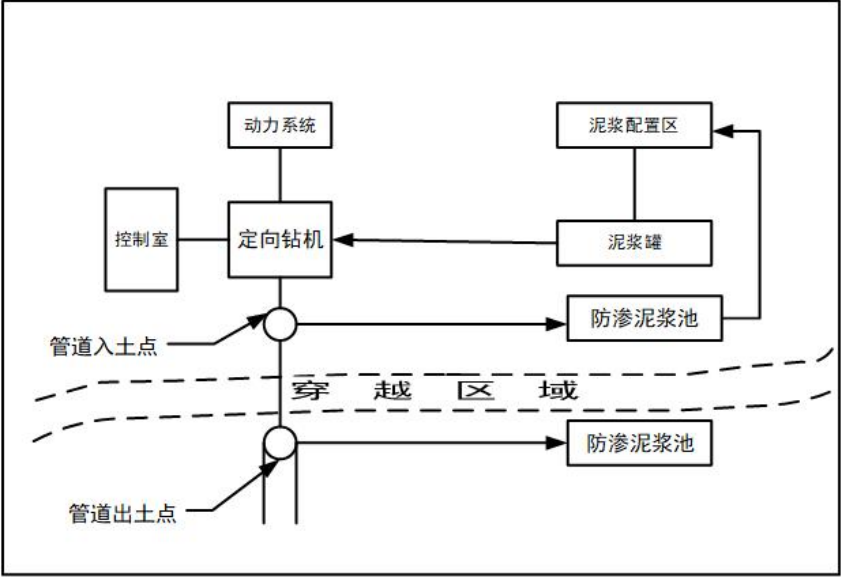 动力系统
泥浆配置区
控制室
定向钻机
泥浆罐
防渗泥浆池
管道入土点
穿越区域
防渗泥浆池
管道出土点